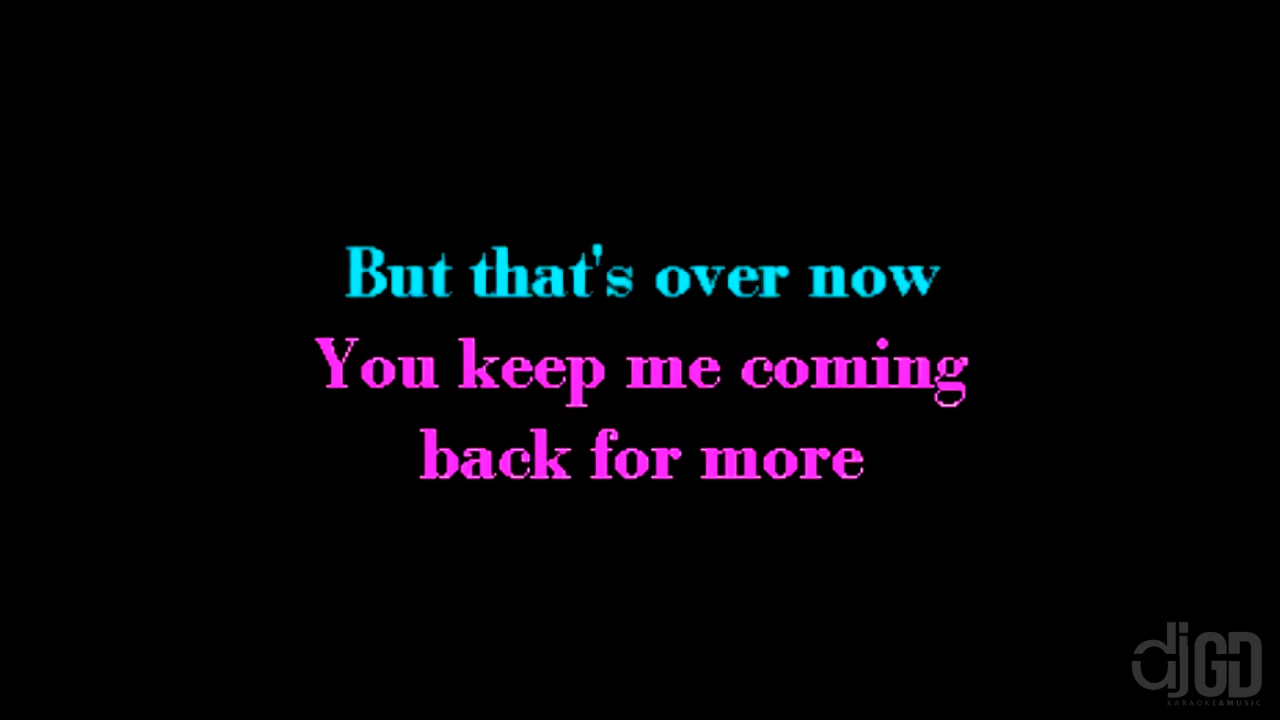 But that's over now
You keep me coming
back for more
djGD
KARAOKE&MUSIC